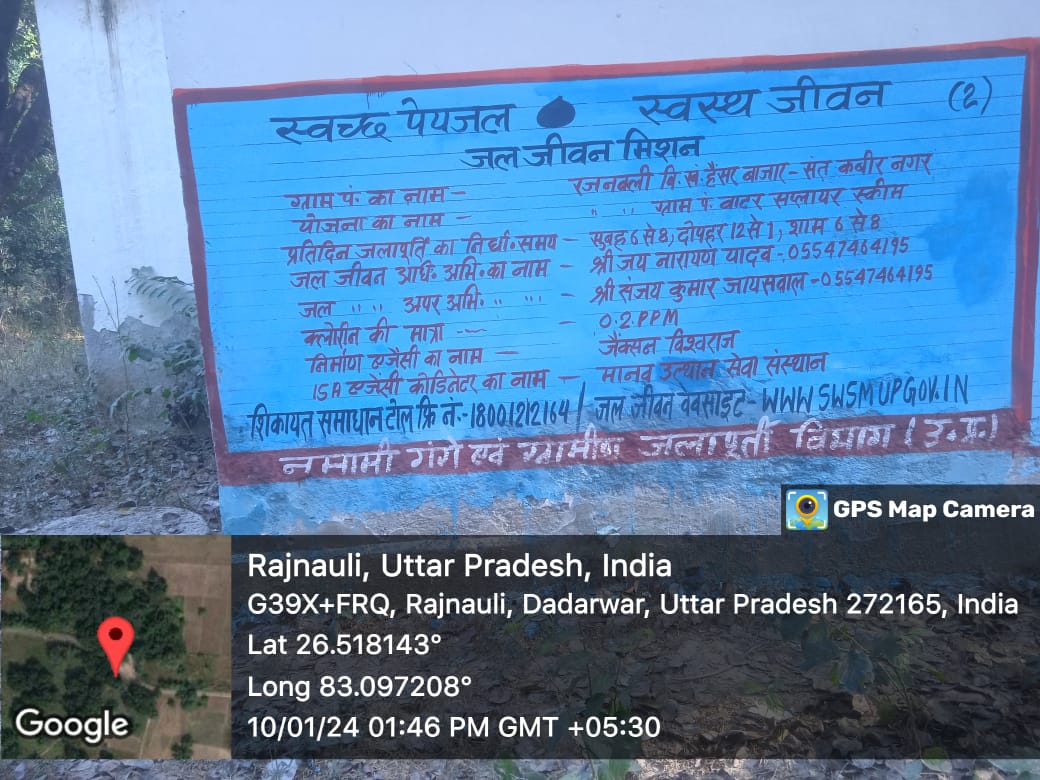 स्वच्छ पेयजल स्वस्थ जीवन (2)
जल जीवन मिशन
ग्राम पं. का नाम - रजनवली वि.ख. हैंसर बाजार - संत कबीर नगर
योजना का नाम - " " ग्राम पं. वाटर सप्लायर स्कीम
प्रतिदिन जलापूर्ति का निर्धा. समय - सुबह 6 से 8, दोपहर 12 से 1, शाम 6 से 8
जल जीवन अधि. अभि. का नाम - श्री जय नारायण यादव - 05547464195
जल " " अपर अभि. " " - श्री संजय कुमार जायसवाल - 05547464195
क्लोरीन की मात्रा - - 0.2.PPM
निर्माण एजेंसी का नाम - जैक्सन विश्वराज
ISA एजेंसी कोर्डिनेटर का नाम - मानव उत्थान सेवा संस्थान
शिकायत समाधान टोल फ्रि नं. - 18001212164 / जल जीवन वेबसाइट - WWW SWSMUPGOV.IN
नमामी गंगे एवं ग्रामीण जलापूर्ती विभाग (उ.प्र.)
GPS Map Camera
Rajnauli, Uttar Pradesh, India
G39X+FRQ, Rajnauli, Dadarwar, Uttar Pradesh 272165, India
Lat 26.518143°
Long 83.097208°
10/01/24 01:46 PM GMT +05:30
Google